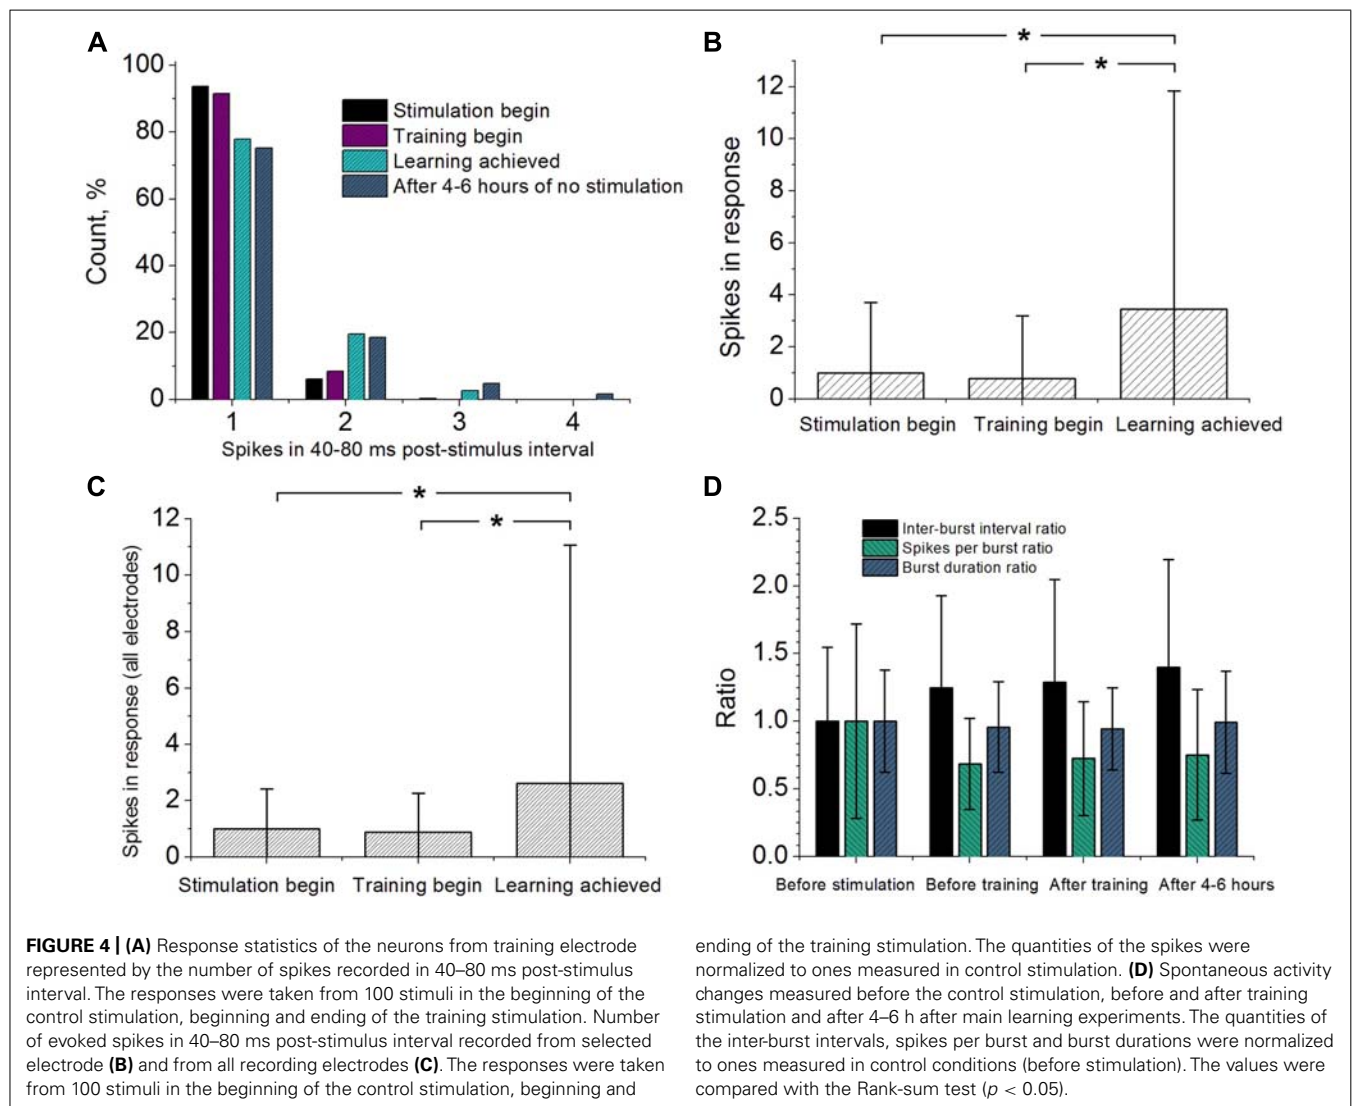 A
100
80
60
40
20
0
Count, %
Stimulation begin
Training begin
Learning achieved
After 4-6 hours of no stimulation
1 2 3 4
Spikes in 40-80 ms post-stimulus interval
B
* 
*
12
10
8
6
4
2
0
Spikes in response
Stimulation begin Training begin Learning achieved
C
*
*
12
10
8
6
4
2
0
Spikes in response (all electrodes)
Stimulation begin Training begin Learning achieved
D
2.5
2.0
1.5
1.0
0.5
0.0
Ratio
Inter-burst interval ratio
Spikes per burst ratio
Burst duration ratio
Before stimulation Before training After training After 4-6 hours
FIGURE 4 | (A) Response statistics of the neurons from training electrode
represented by the number of spikes recorded in 40–80 ms post-stimulus
interval. The responses were taken from 100 stimuli in the beginning of the
control stimulation, beginning and ending of the training stimulation. Number
of evoked spikes in 40–80 ms post-stimulus interval recorded from selected
electrode (B) and from all recording electrodes (C). The responses were taken
from 100 stimuli in the beginning of the control stimulation, beginning and
ending of the training stimulation. The quantities of the spikes were
normalized to ones measured in control stimulation. (D) Spontaneous activity
changes measured before the control stimulation, before and after training
stimulation and after 4–6 h after main learning experiments. The quantities of
the inter-burst intervals, spikes per burst and burst durations were normalized
to ones measured in control conditions (before stimulation). The values were
compared with the Rank-sum test (p < 0.05).